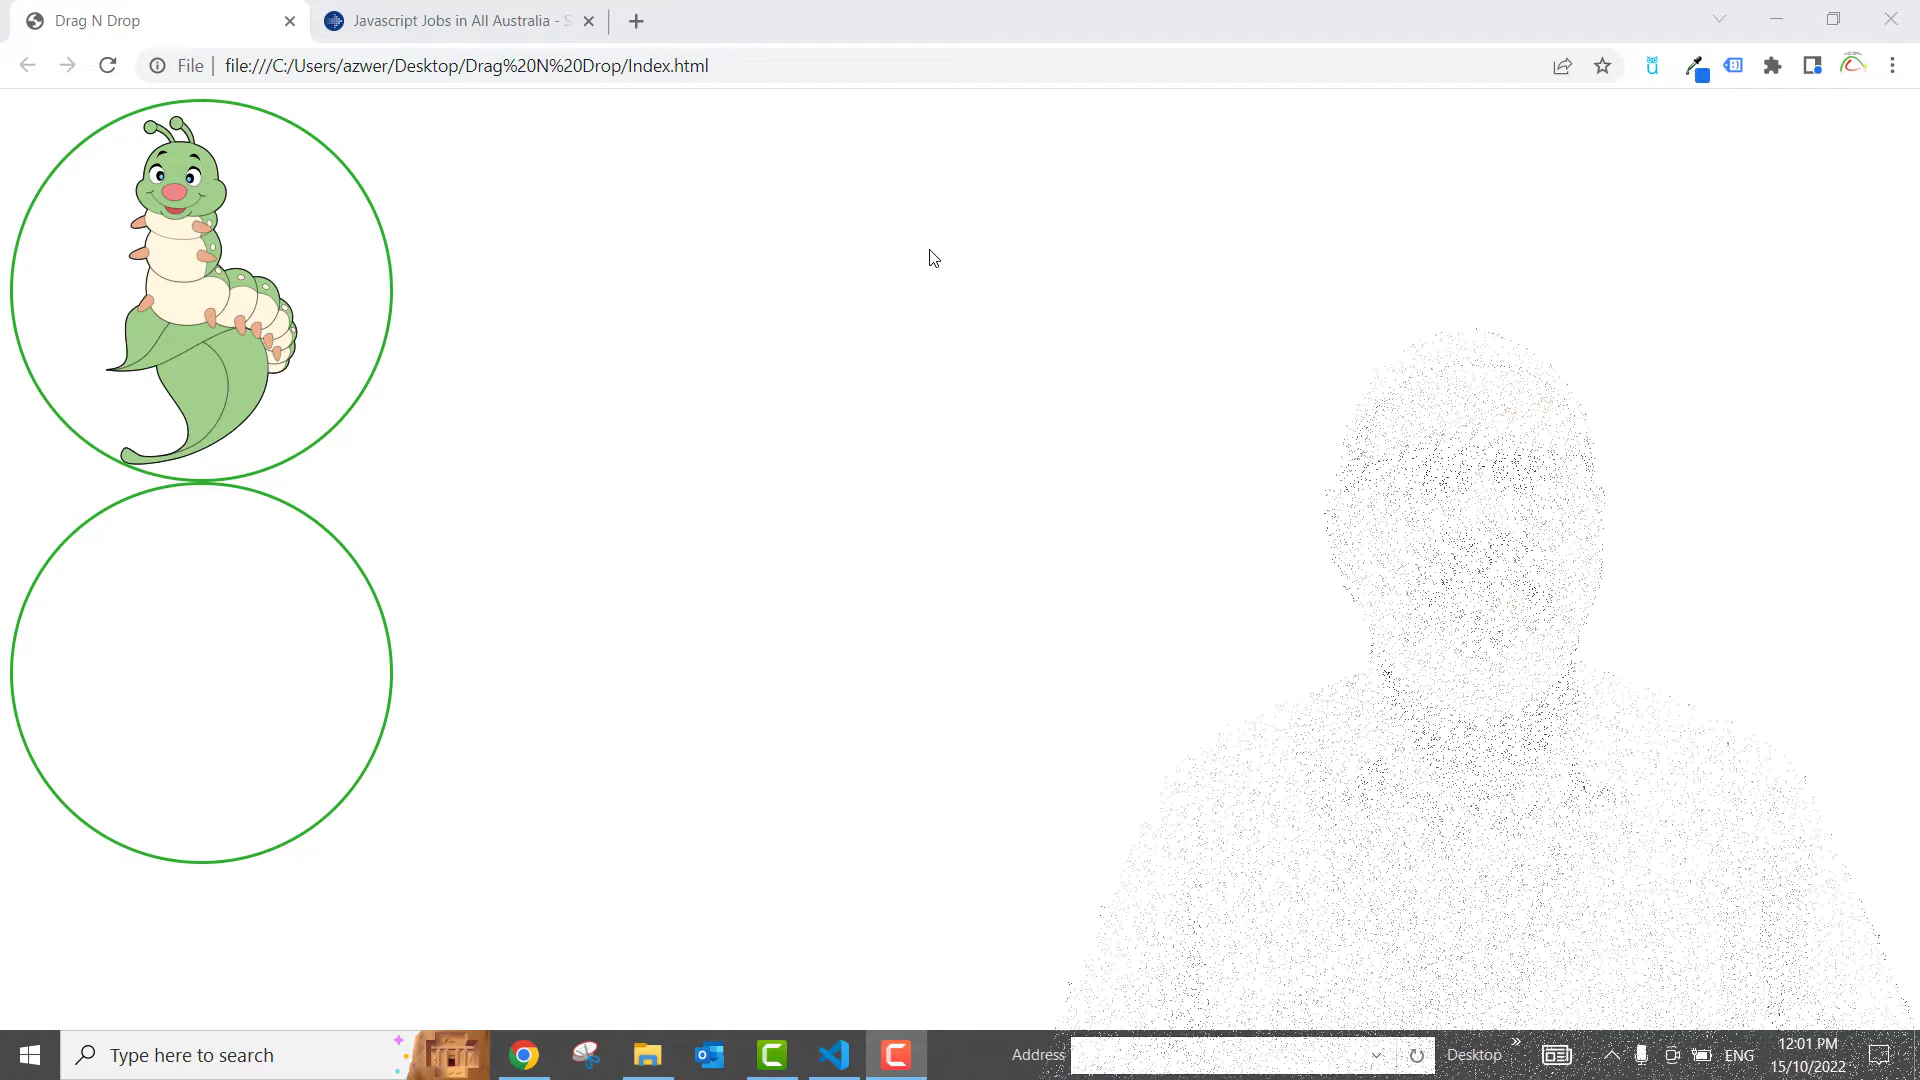 Drag N Drop
Javascript Jobs in All Australia - S
File
file:///C:/Users/azwer/Desktop/Drag%20N%20Drop/Index.html
Type here to search
Address
Desktop
ENG
12:01 PM
15/10/2022